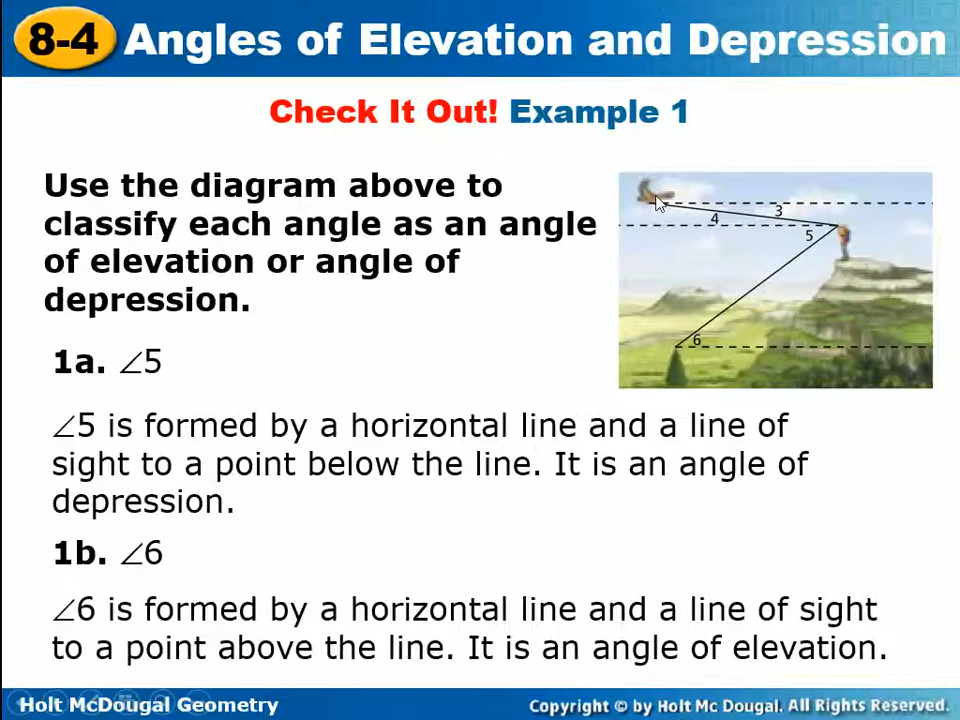 8-4 Angles of Elevation and Depression
Check It Out! Example 1
Use the diagram above to
classify each angle as an angle
of elevation or angle of
depression.
3
4
5
6
1a. ∠5
∠5 is formed by a horizontal line and a line of
sight to a point below the line. It is an angle of
depression.
1b. ∠6
∠6 is formed by a horizontal line and a line of sight
to a point above the line. It is an angle of elevation.
Holt McDougal Geometry
Copyright © by Holt Mc Dougal. All Rights Reserved.